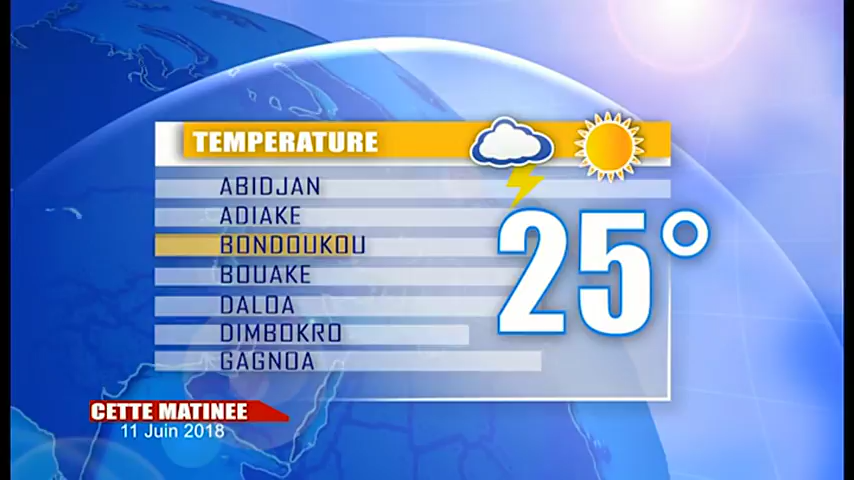 TEMPERATURE
ABIDJAN
ADIAKE
BONDOUKOU
BOUAKE
DALOA
DIMBOKRO
GAGNOA
25°
CETTE MATINEE
11 Juin 2018